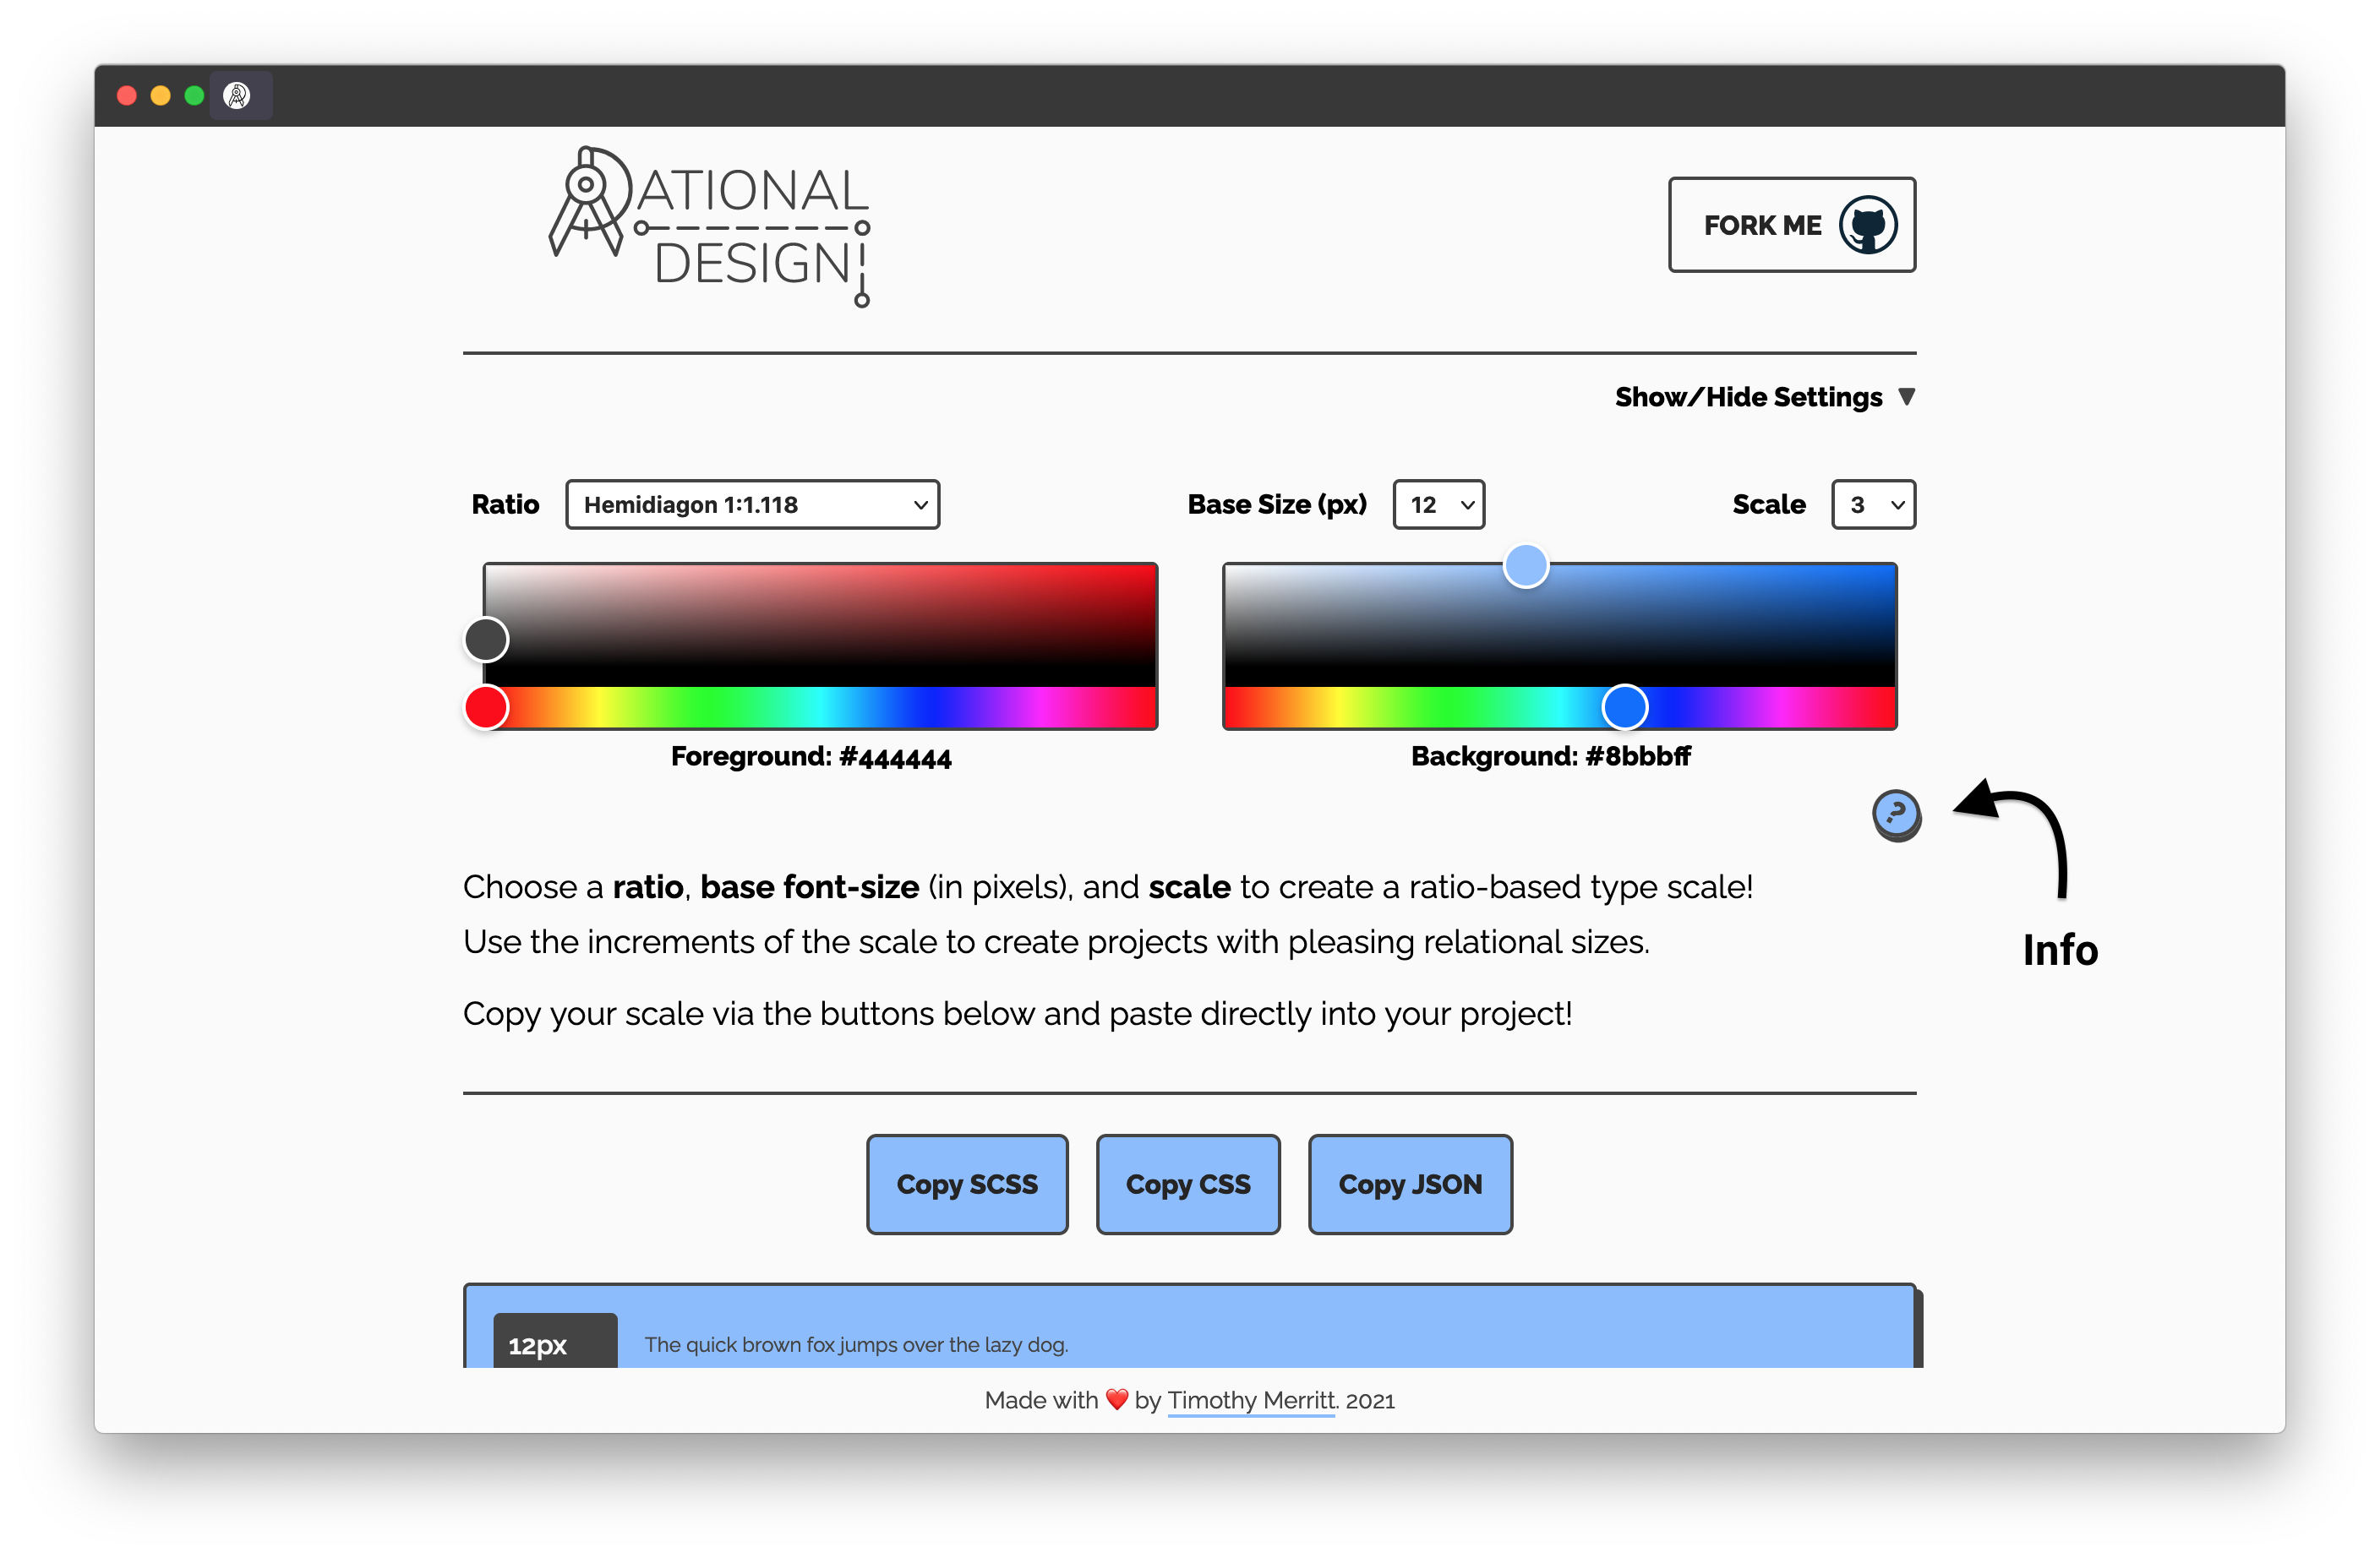 RATIONAL
DESIGN
FORK ME
Show/Hide Settings ▼
Ratio Hemidiagon 1:1.118 Base Size (px) 12 Scale 3
Foreground: #444444 Background: #8bbbff
?
Info
Choose a ratio, base font-size (in pixels), and scale to create a ratio-based type scale!
Use the increments of the scale to create projects with pleasing relational sizes.
Copy your scale via the buttons below and paste directly into your project!
Copy SCSS Copy CSS Copy JSON
12px The quick brown fox jumps over the lazy dog.
Made with ❤️ by Timothy Merritt. 2021